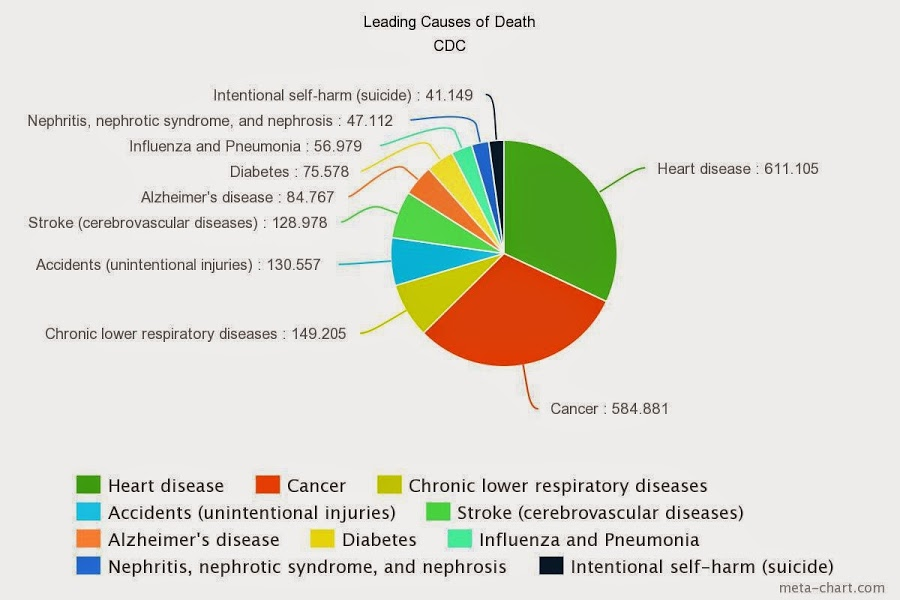 Leading Causes of Death
CDC
Intentional self-harm (suicide) : 41.149
Nephritis, nephrotic syndrome, and nephrosis : 47.112
Influenza and Pneumonia : 56.979
Diabetes : 75.578
Alzheimer's disease : 84.767
Stroke (cerebrovascular diseases) : 128.978
Accidents (unintentional injuries) : 130.557
Chronic lower respiratory diseases : 149.205
Heart disease : 611.105
Cancer : 584.881
Heart disease Cancer Chronic lower respiratory diseases
Accidents (unintentional injuries) Stroke (cerebrovascular diseases)
Alzheimer's disease Diabetes Influenza and Pneumonia
Nephritis, nephrotic syndrome, and nephrosis Intentional self-harm (suicide)
meta-chart.com